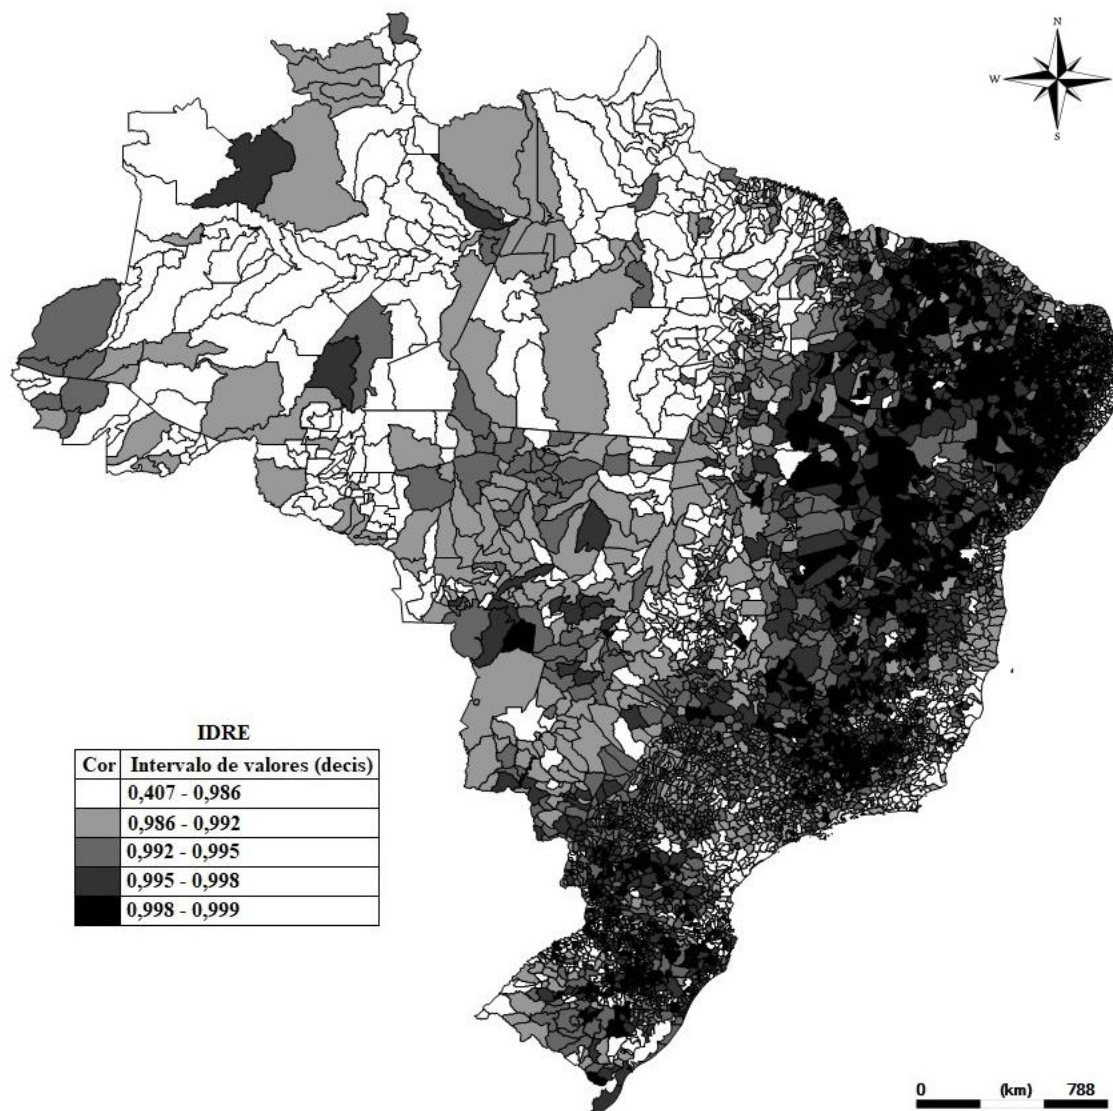 N
W
S
IDRE
Cor Intervalo de valores (decis)
0,407 - 0,986
0,986 - 0,992
0,992 - 0,995
0,995 - 0,998
0,998 - 0,999
0 (km) 788